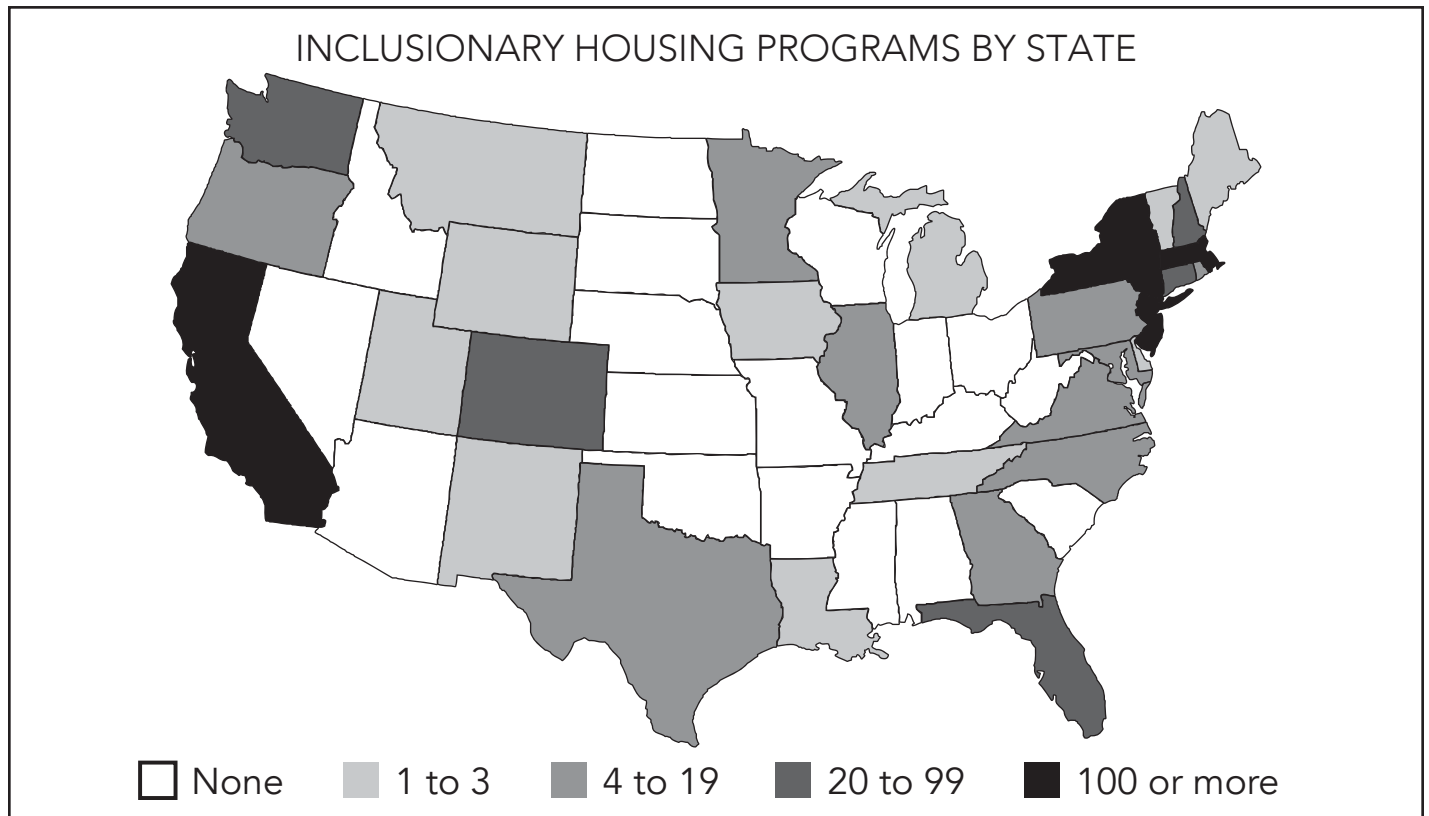 INCLUSIONARY HOUSING PROGRAMS BY STATE
None 1 to 3 4 to 19 20 to 99 100 or more